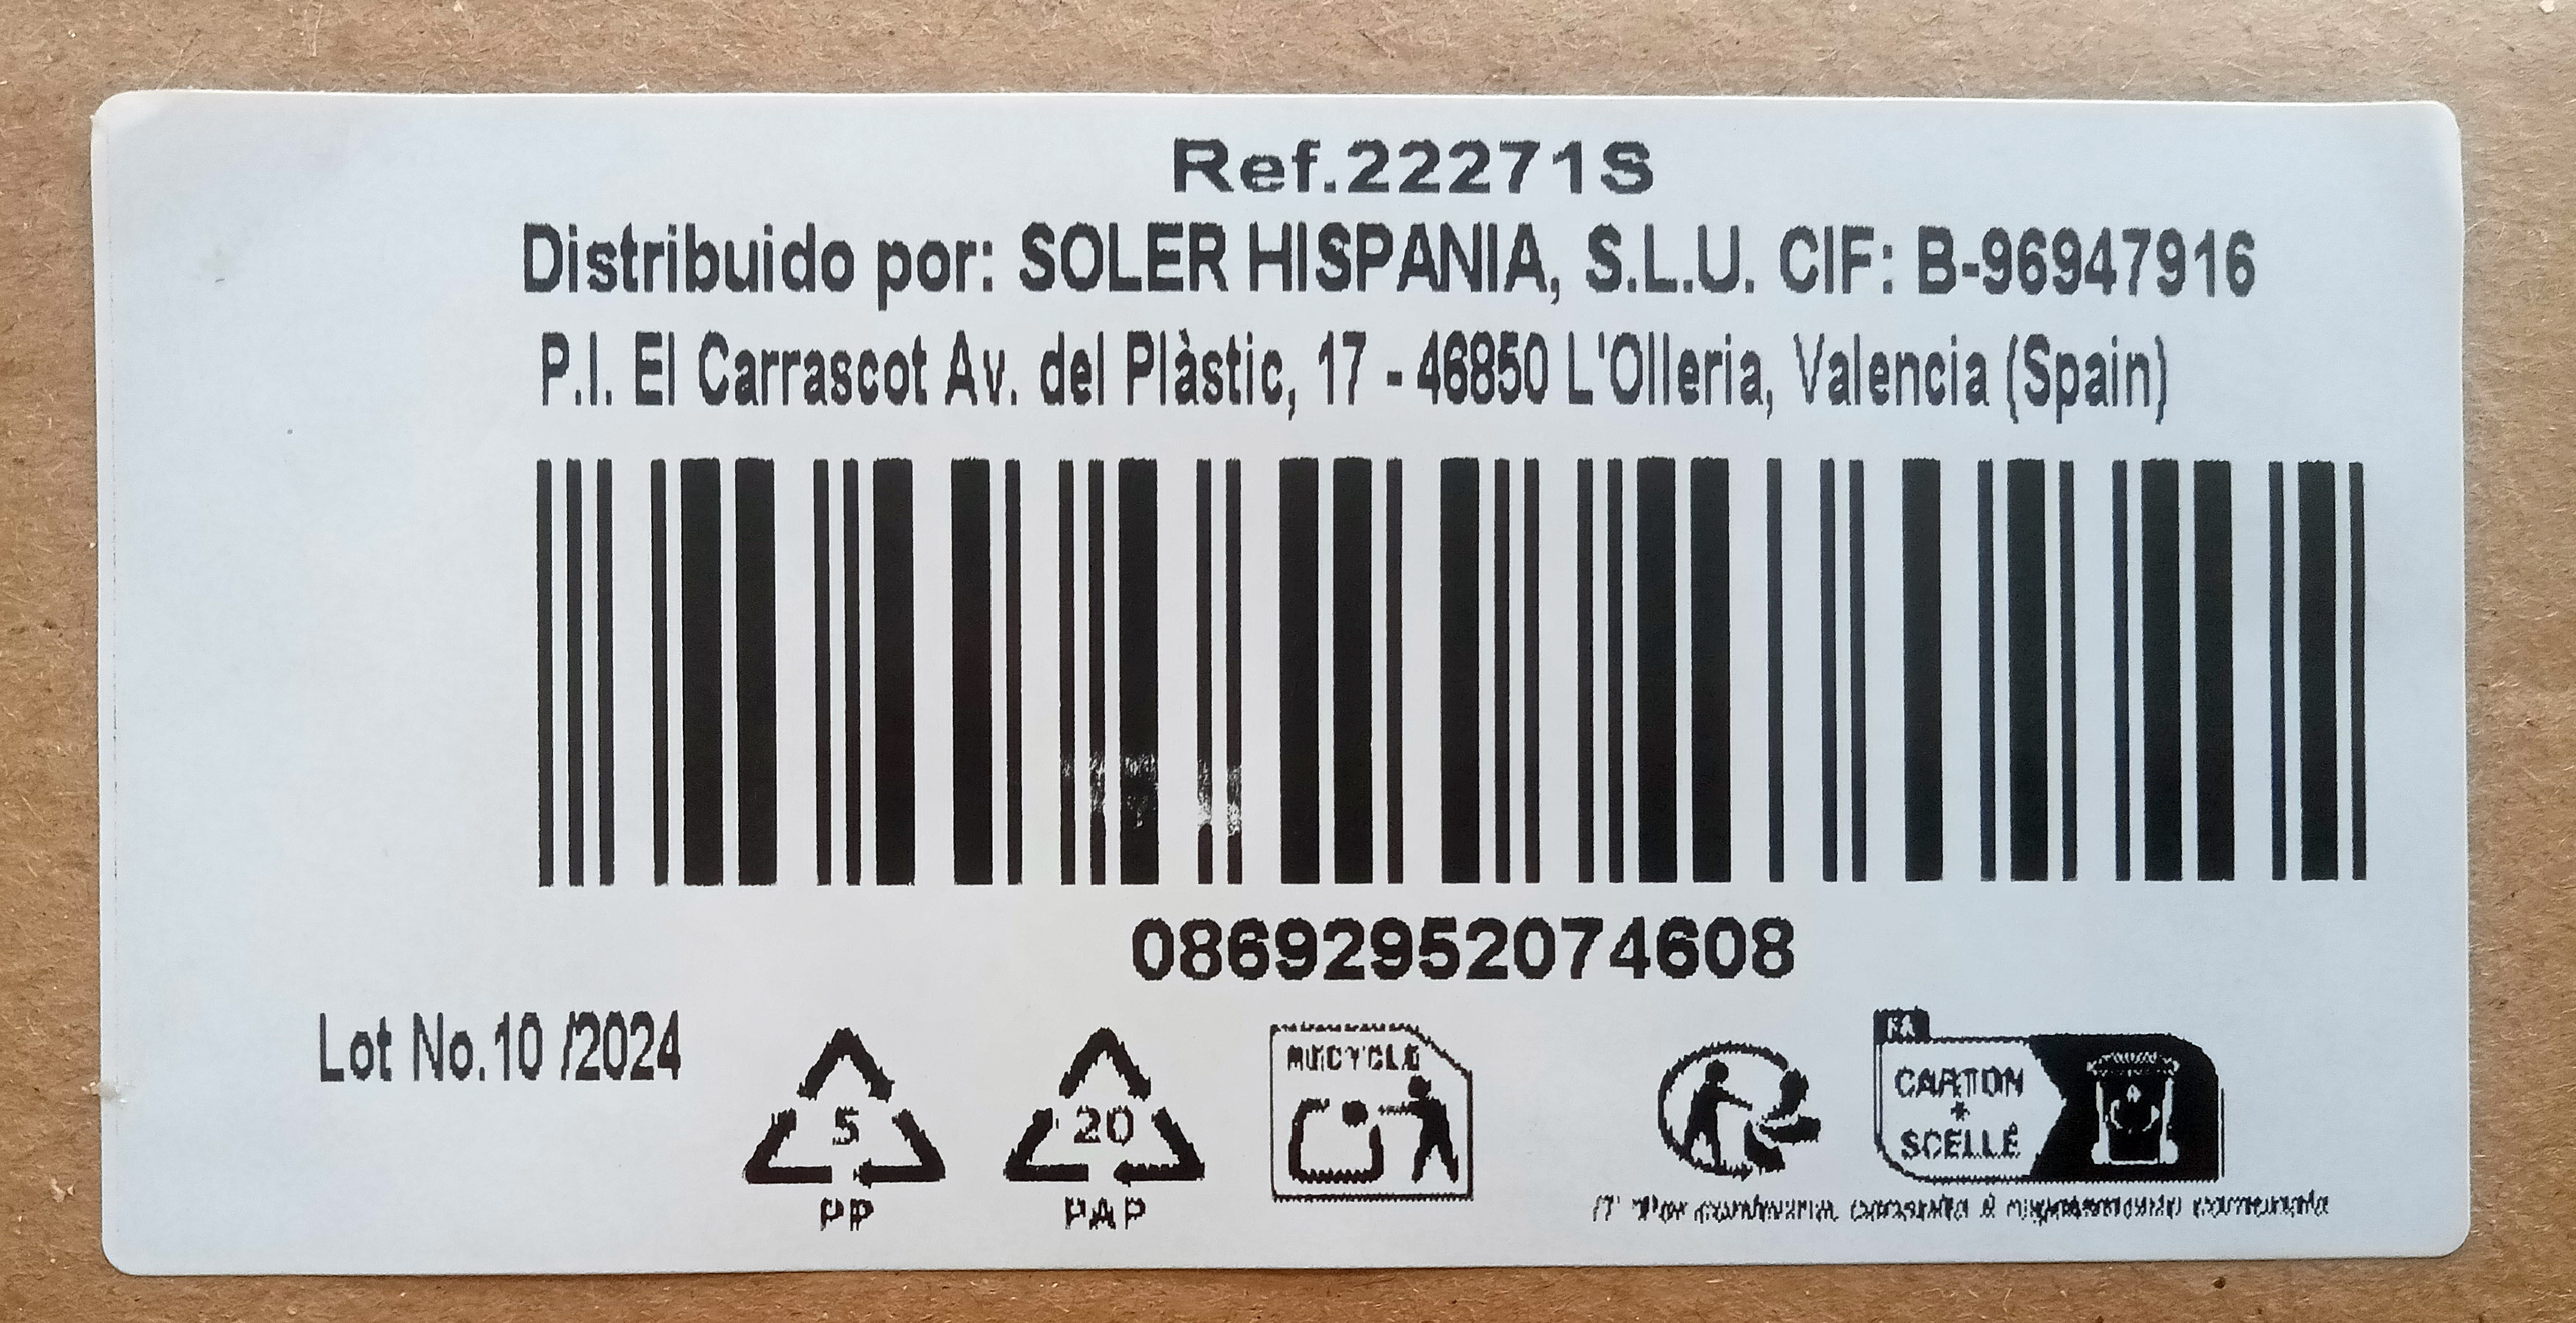 Ref.22271S
Distribuido por: SOLER HISPANIA, S.L.U. CIF: B-96947916
P.I. El Carrascot Av. del Plàstic, 17 - 46850 L'Olleria, Valencia (Spain)
08692952074608
Lot No.10 /2024
5
PP
20
PAP
RECYCLE
CARTON
+
SCELLÉ